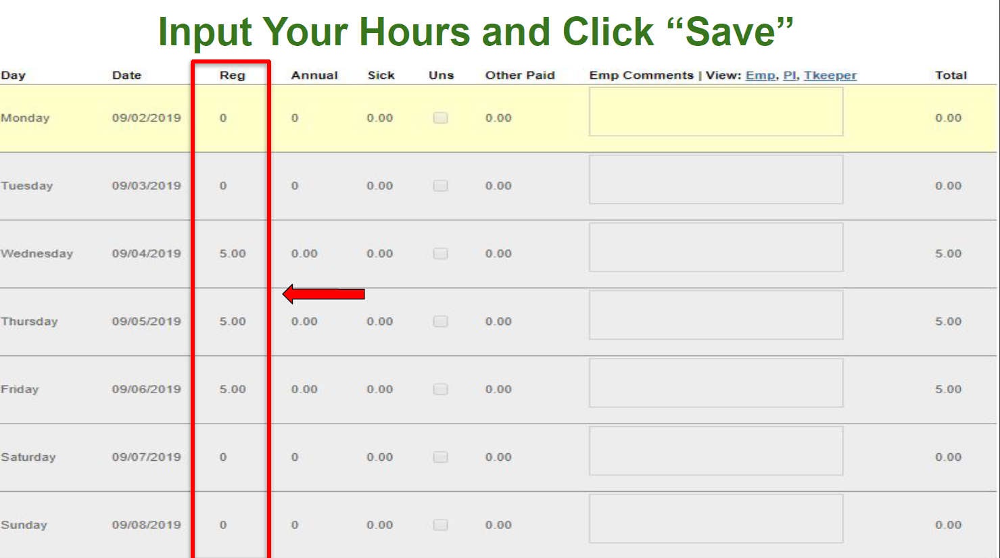 Input Your Hours and Click “Save”
Day Date Reg Annual Sick Uns Other Paid Emp Comments | View: Emp, PI, Tkeeper Total
Monday 09/02/2019 0 0 0.00 0.00 0.00
Tuesday 09/03/2019 0 0 0.00 0.00 0.00
Wednesday 09/04/2019 5.00 0.00 0.00 0.00 5.00
Thursday 09/05/2019 5.00 0.00 0.00 0.00 5.00
Friday 09/06/2019 5.00 0.00 0.00 0.00 5.00
Saturday 09/07/2019 0 0 0.00 0.00 0.00
Sunday 09/08/2019 0 0 0.00 0.00 0.00